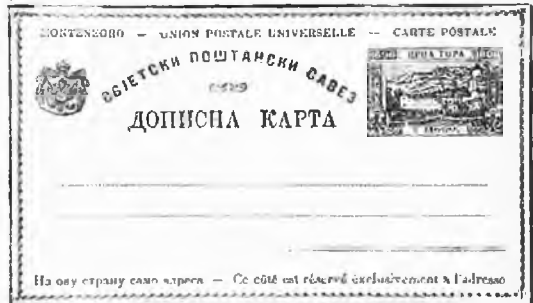 MONTENEGRO — UNION POSTALE UNIVERSELLE — CARTE POSTALE
СВЈЕТСКИ ПОШТАНСКИ САВЕЗ
ЦРНА ГОРА
ДОПИСНА КАРТА
На ову страну само адреса. — Ce côté est réservé exclusivement à l'adresse